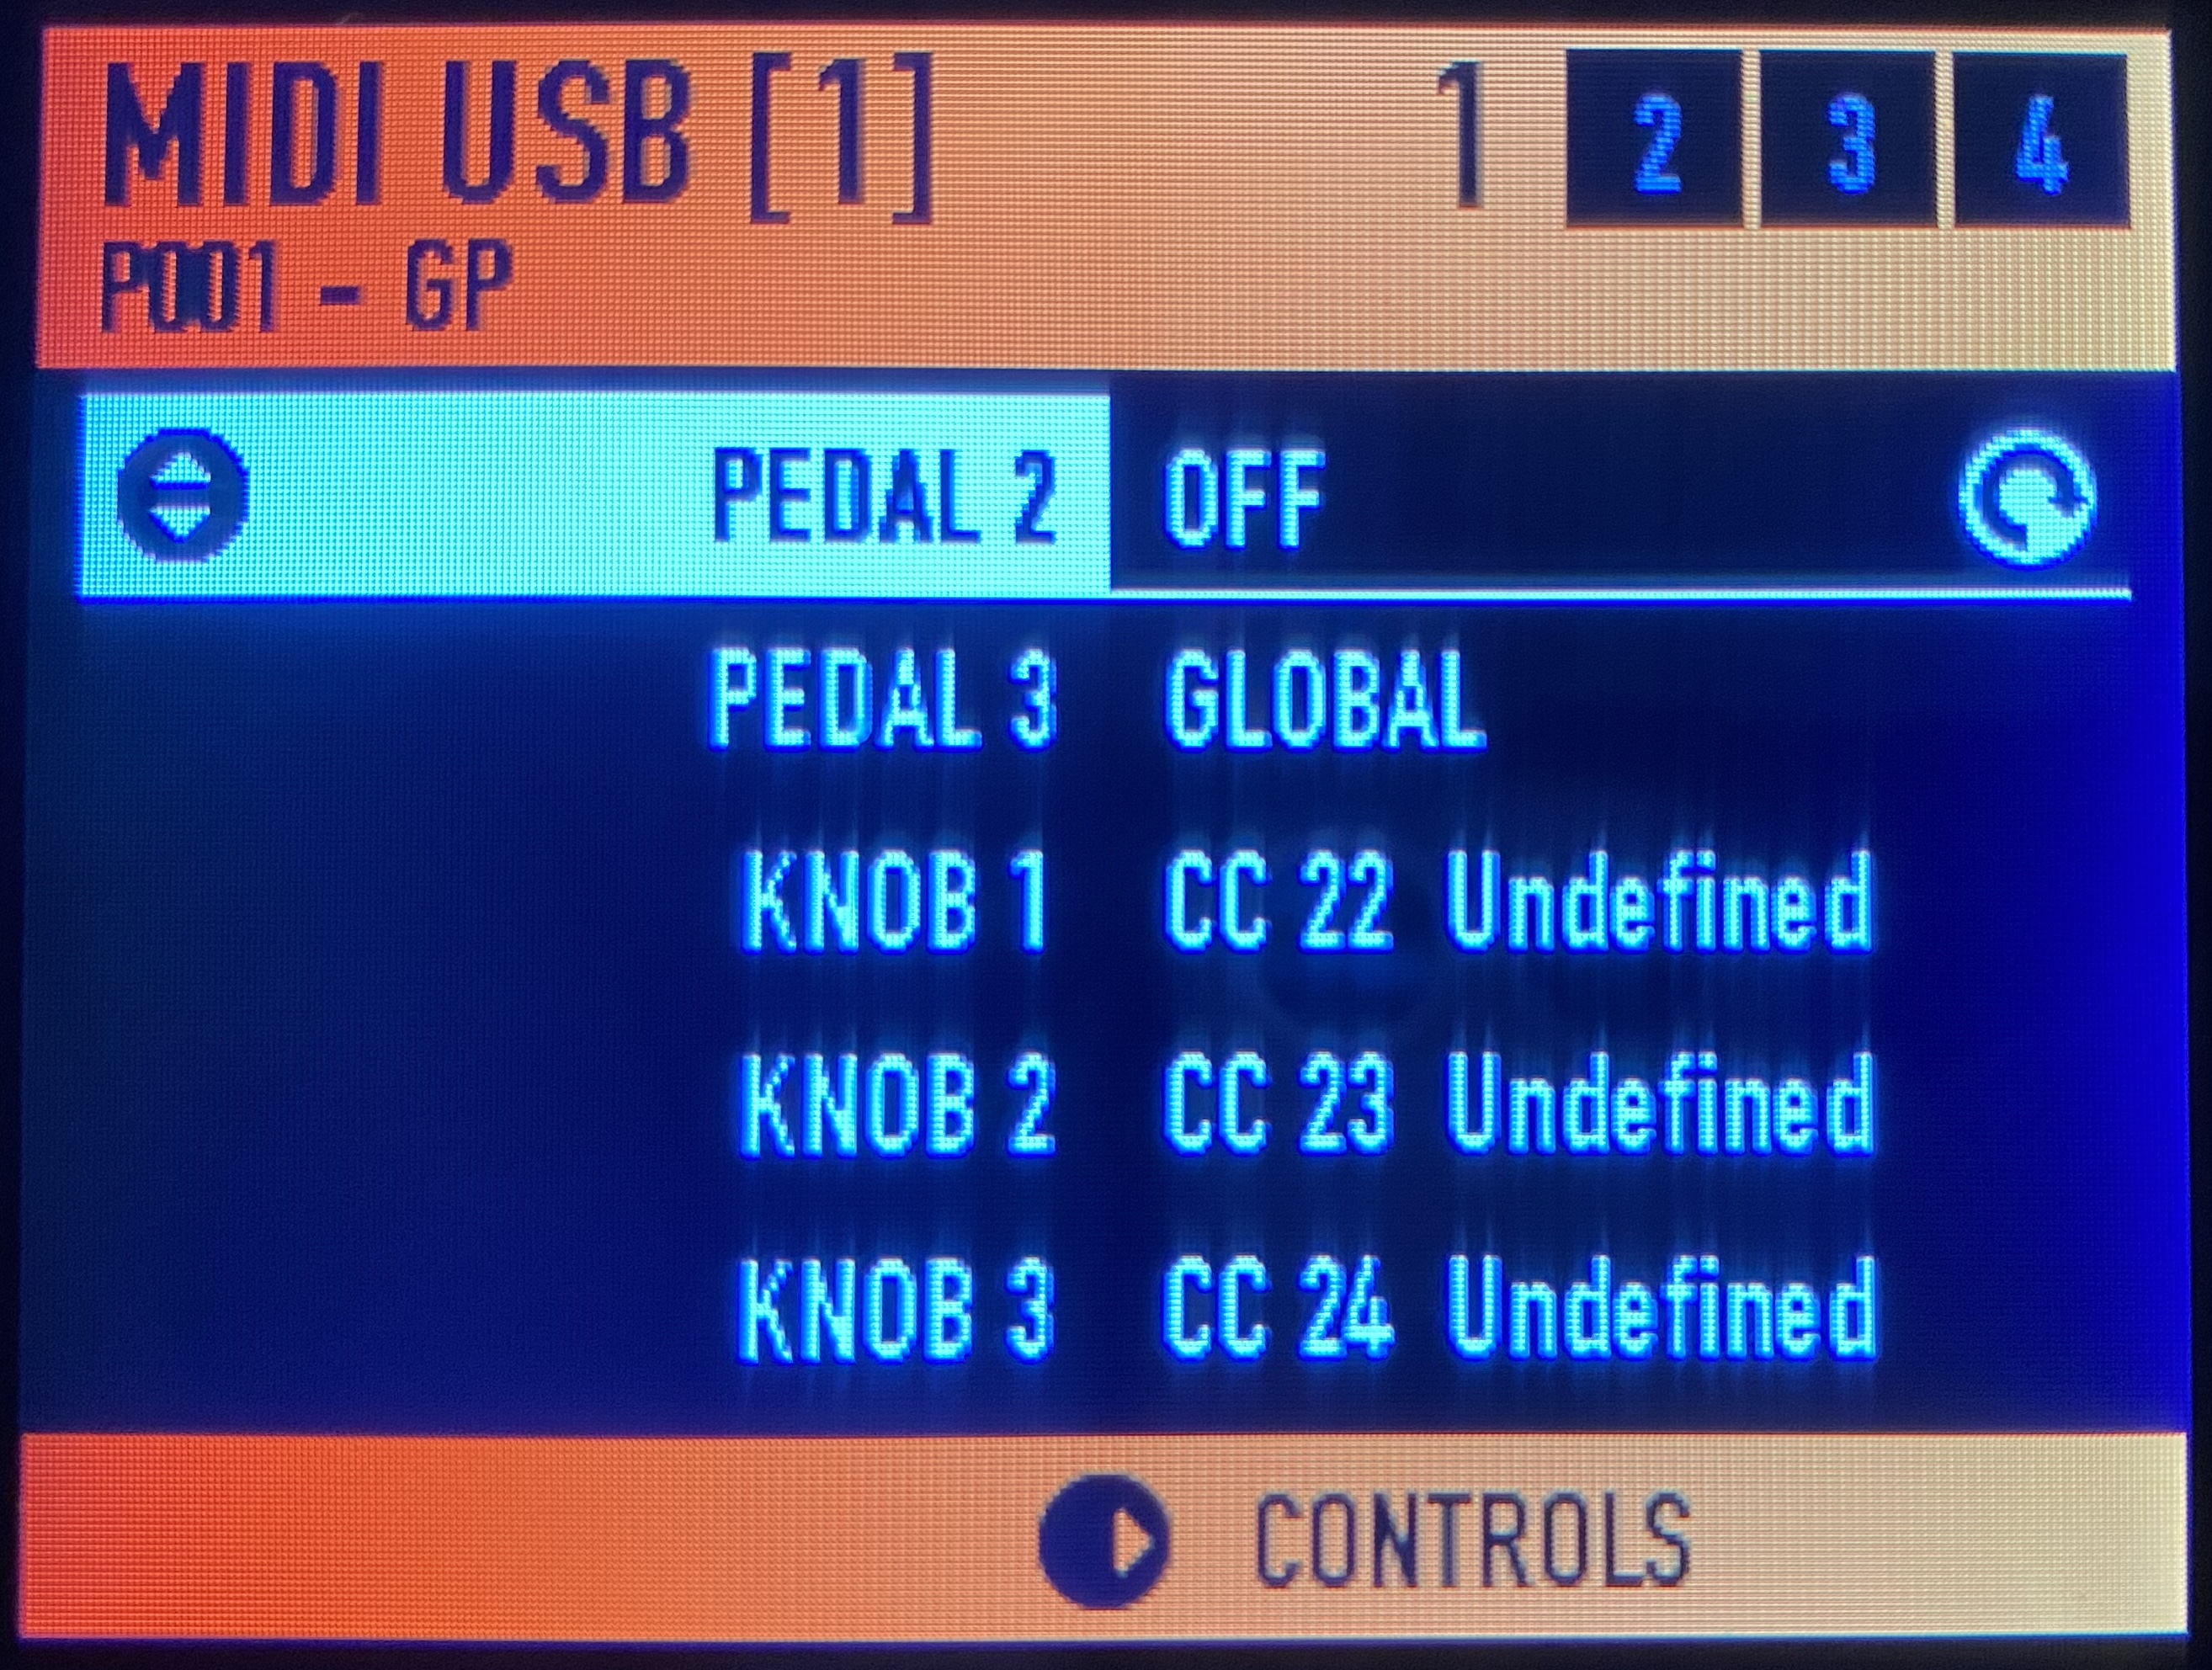 MIDI USB [1] 1 2 3 4
P001 - GP
PEDAL 2 OFF
PEDAL 3 GLOBAL
KNOB 1 CC 22 Undefined
KNOB 2 CC 23 Undefined
KNOB 3 CC 24 Undefined
CONTROLS